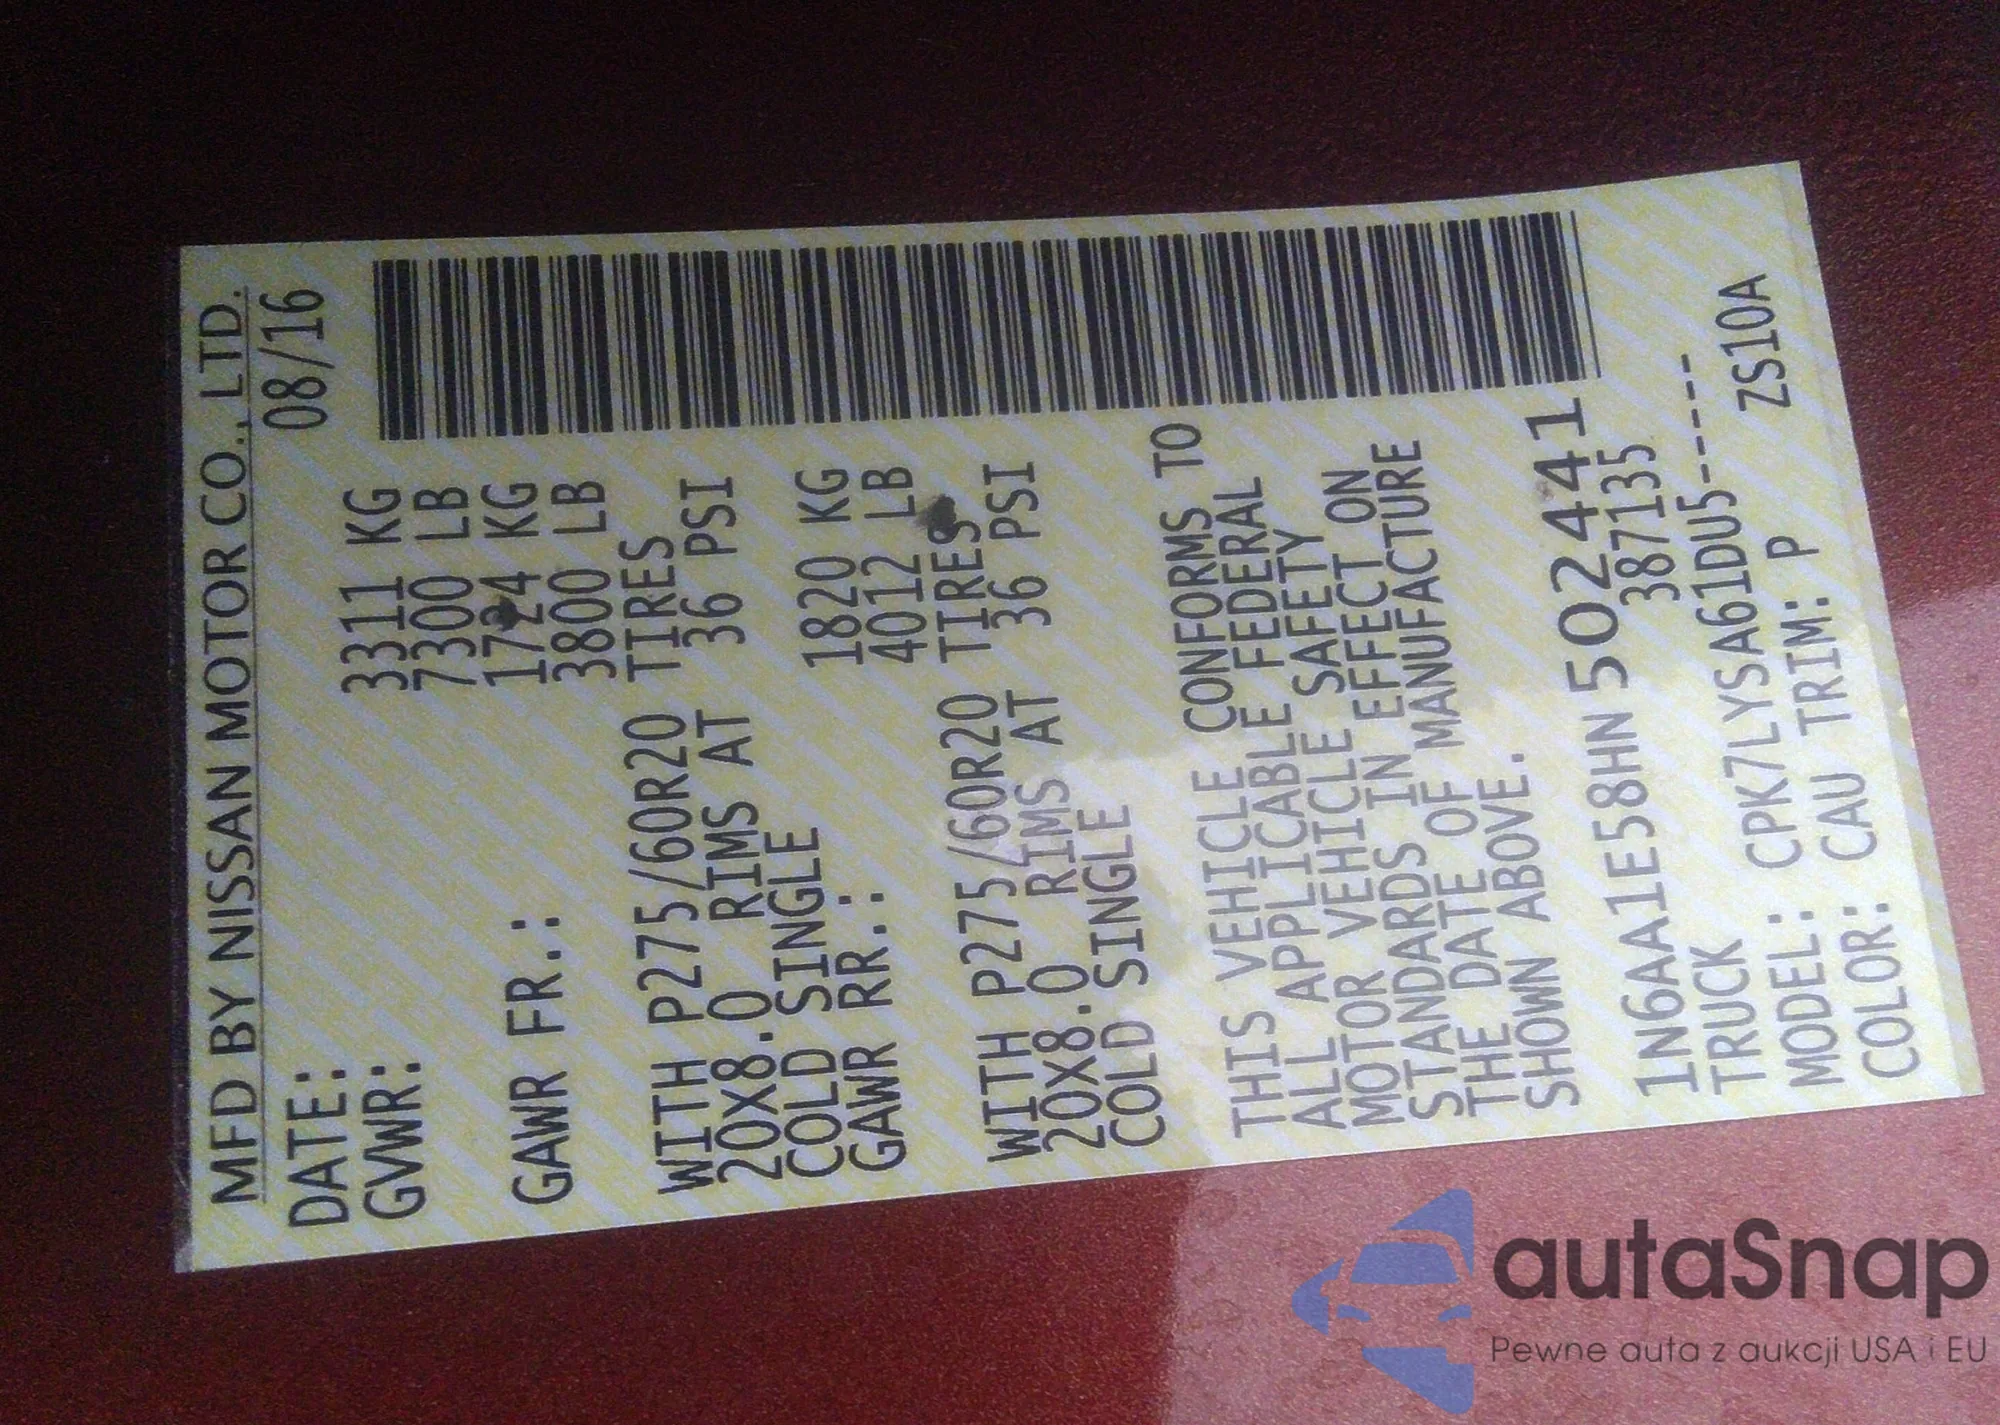 MFD BY NISSAN MOTOR CO., LTD.
DATE: 08/16
GVWR: 3311 KG
7300 LB
GAWR FR.: 1724 KG
3800 LB
WITH P275/60R20 TIRES
20X8.0 RIMS AT 36 PSI
COLD SINGLE
GAWR RR.: 1820 KG
4012 LB
WITH P275/60R20 TIRES
20X8.0 RIMS AT 36 PSI
COLD SINGLE
THIS VEHICLE CONFORMS TO
ALL APPLICABLE FEDERAL
MOTOR VEHICLE SAFETY
STANDARDS IN EFFECT ON
THE DATE OF MANUFACTURE
SHOWN ABOVE.
1N6AA1E58HN 502441
TRUCK 387135
MODEL: CPK7LYSA61DU5------
COLOR: CAU TRIM: P ZS10A
autaSnap
Pewne auta z aukcji USA i EU